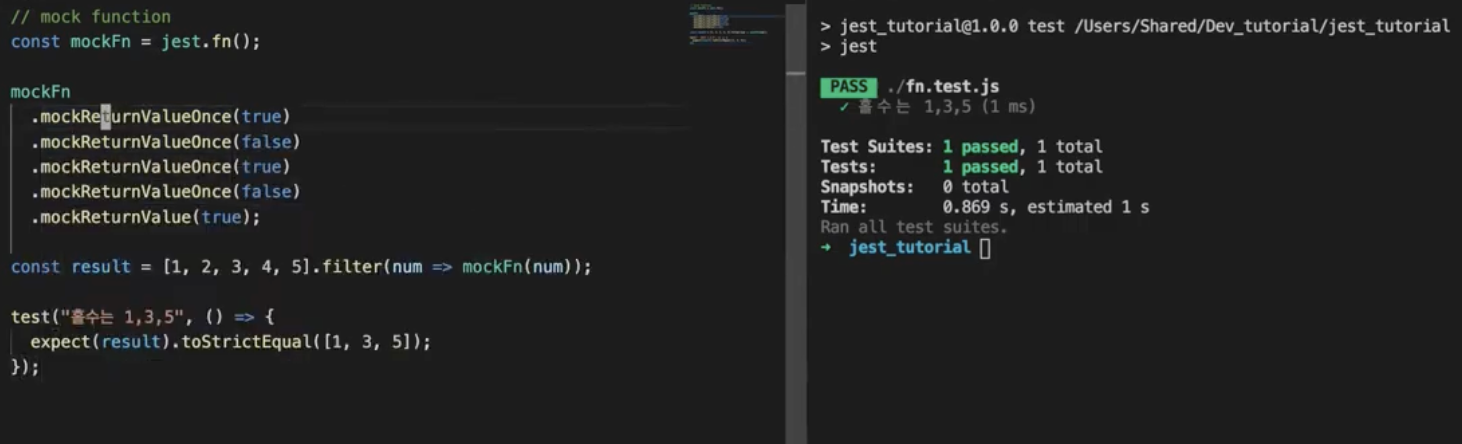 // mock function
const mockFn = jest.fn();
mockFn
.mockReturnValueOnce(true)
.mockReturnValueOnce(false)
.mockReturnValueOnce(true)
.mockReturnValueOnce(false)
.mockReturnValue(true);
const result = [1, 2, 3, 4, 5].filter(num => mockFn(num));
test("홀수는 1,3,5", () => {
expect(result).toStrictEqual([1, 3, 5]);
});
> jest_tutorial@1.0.0 test /Users/Shared/Dev_tutorial/jest_tutorial
> jest
PASS ./fn.test.js
✓ 홀수는 1,3,5 (1 ms)
Test Suites: 1 passed, 1 total
Tests: 1 passed, 1 total
Snapshots: 0 total
Time: 0.869 s, estimated 1 s
Ran all test suites.
→ jest_tutorial